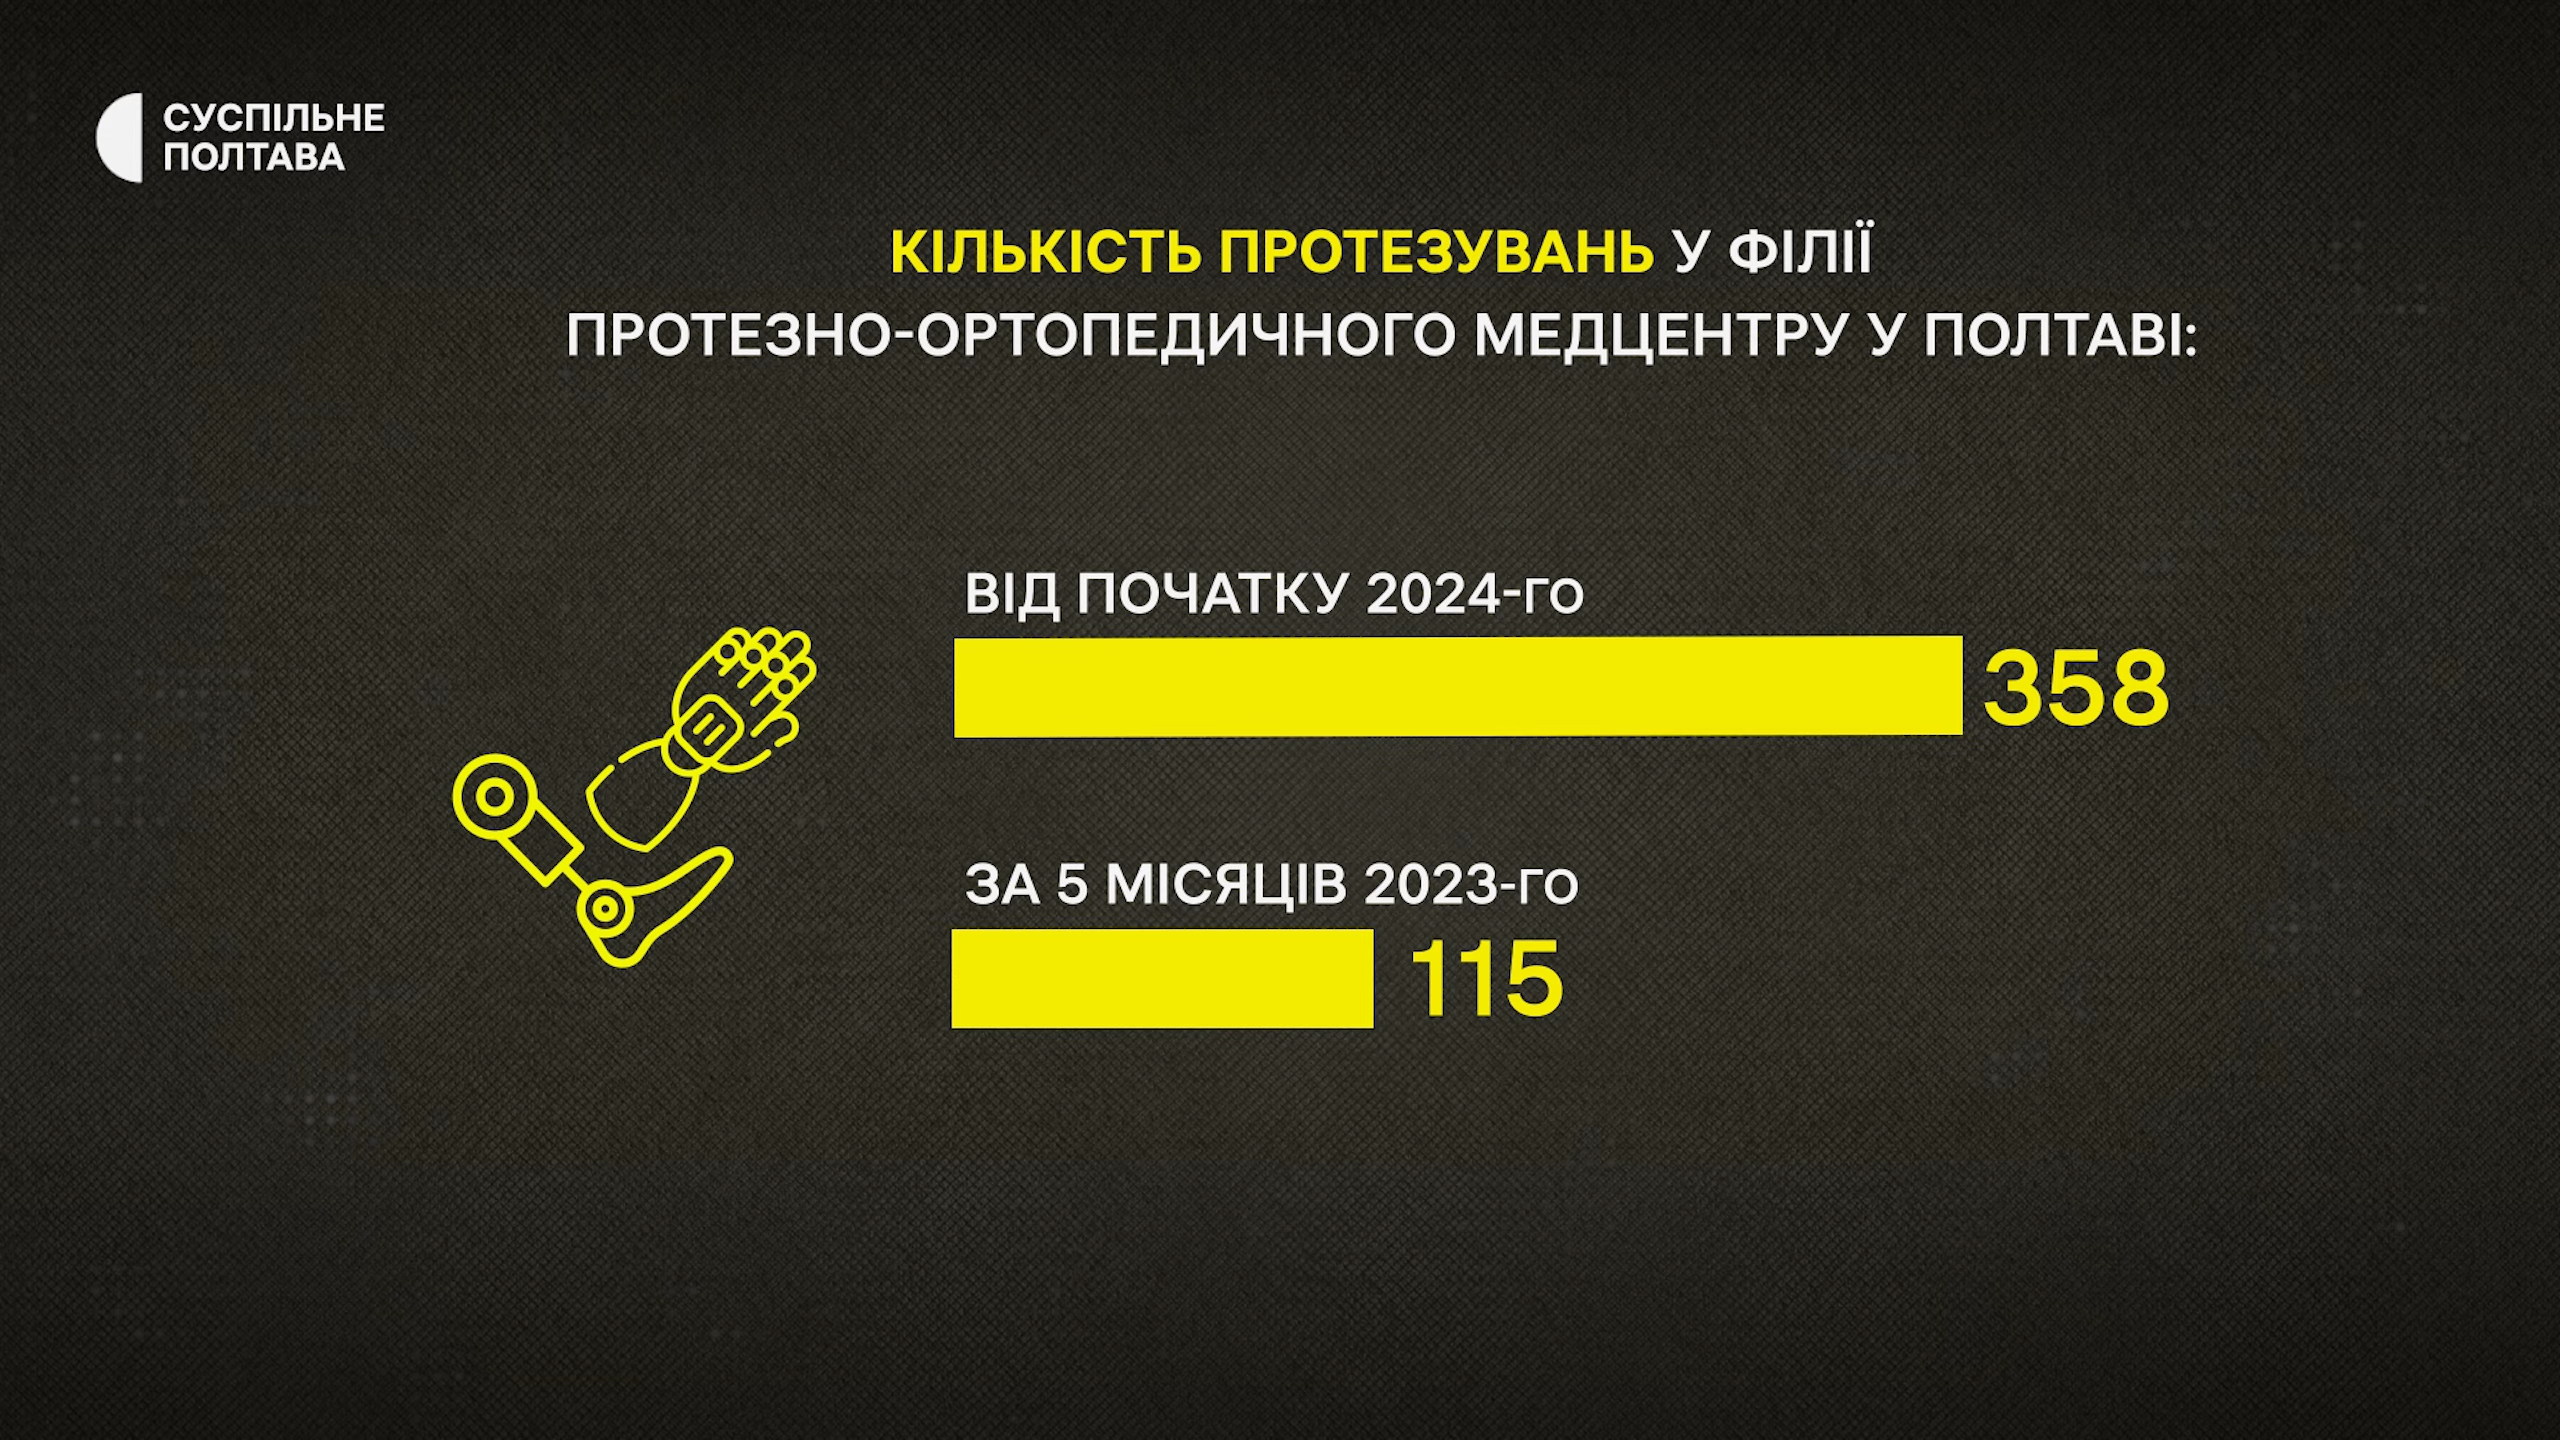 СУСПІЛЬНЕ
ПОЛТАВА
КІЛЬКІСТЬ ПРОТЕЗУВАНЬ У ФІЛІЇ
ПРОТЕЗНО-ОРТОПЕДИЧНОГО МЕДЦЕНТРУ У ПОЛТАВІ:
ВІД ПОЧАТКУ 2024-го
358
ЗА 5 МІСЯЦІВ 2023-го
115